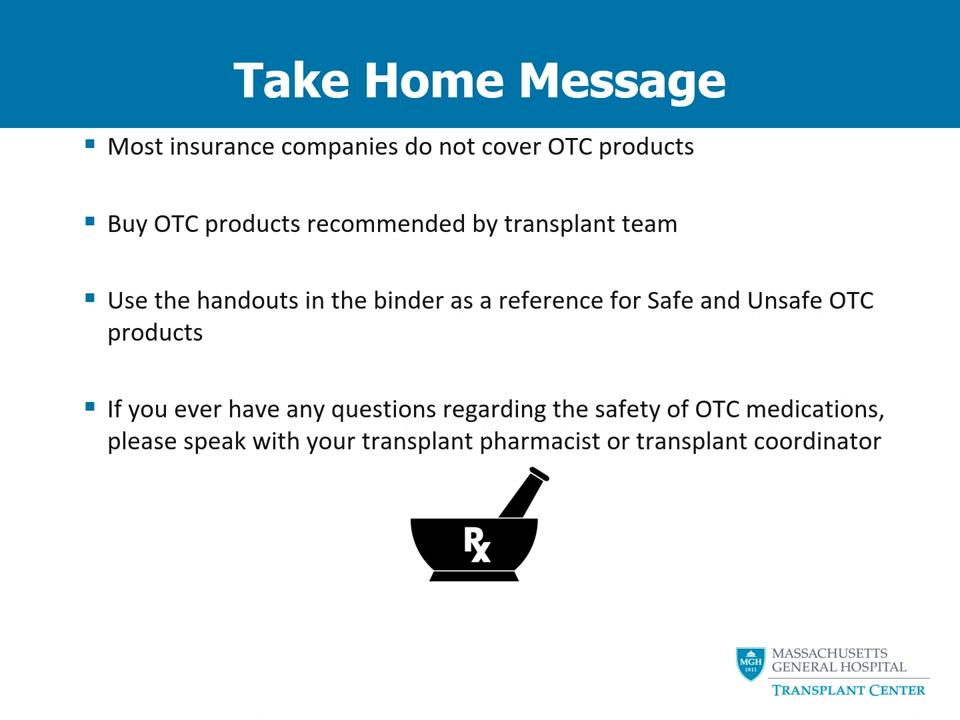 Take Home Message
Most insurance companies do not cover OTC products
Buy OTC products recommended by transplant team
Use the handouts in the binder as a reference for Safe and Unsafe OTC
products
If you ever have any questions regarding the safety of OTC medications,
please speak with your transplant pharmacist or transplant coordinator
Rx
MGH
1811
MASSACHUSETTS
GENERAL HOSPITAL
TRANSPLANT CENTER